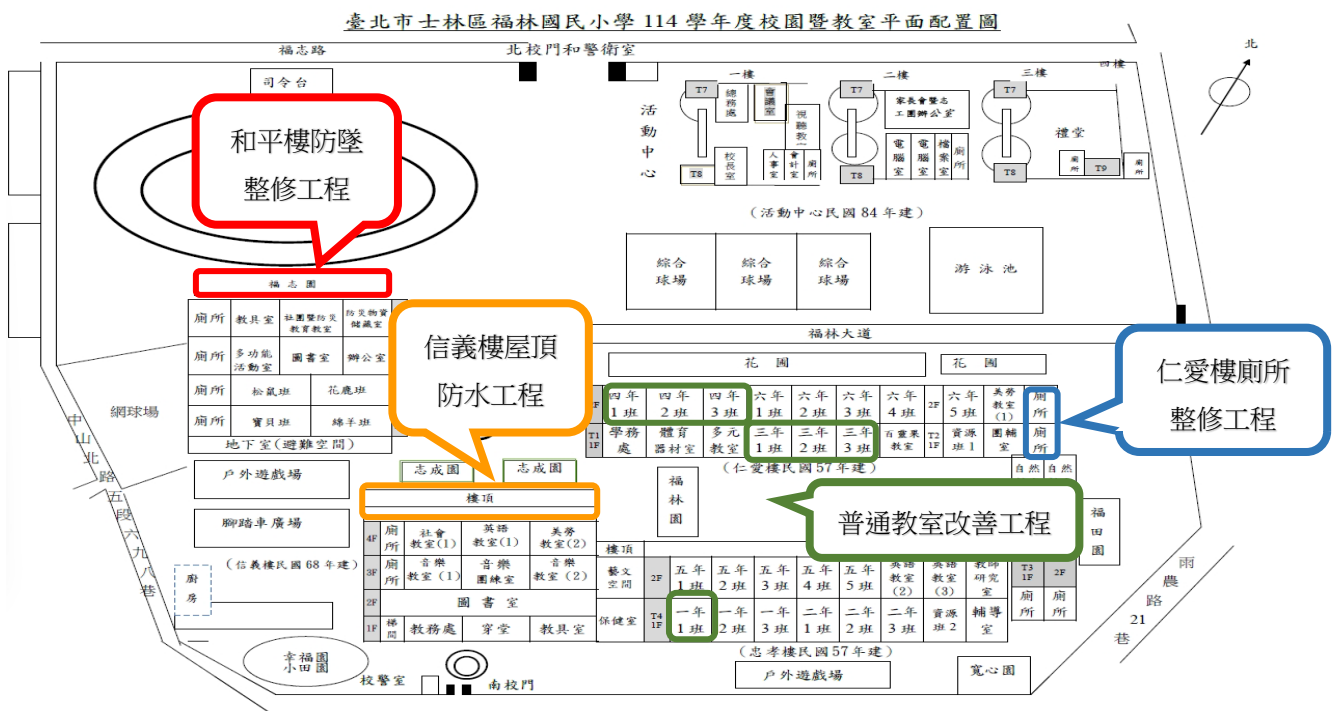 臺北市士林區福林國民小學 114 學年度校園暨教室平面配置圖
福志路
北校門和警衛室
北
司令台
和平樓防墜
整修工程
活動中心
一樓
T7
總務處
會議室
視聽教室
T8
校長室
人事室
會計室
廁所
二樓
T7
家長會暨志
工團辦公室
T8
電腦室
電腦室
檔案室
廁所
三樓
四樓
T7
禮堂
T8
廁所
T9
廁所
(活動中心民國 84 年建)
綜合
球場
綜合
球場
綜合
球場
游泳池
福志園
廁所
教具室
社團暨防災
教育教室
防災物資
儲藏室
廁所
多功能
活動室
圖書室
辦公室
廁所
松鼠班
花鹿班
廁所
寶貝班
綿羊班
地下室(避難空間)
網球場
中山北路五段六九八巷
信義樓屋頂
防水工程
福林大道
花圃
花圃
仁愛樓廁所
整修工程
四年
1班
四年
2班
四年
3班
六年
1班
六年
2班
六年
3班
六年
4班
2F
六年
5班
美勞
教室
(1)
廁所
T1
1F
學務
處
體育
器材室
多元
教室
三年
1班
三年
2班
三年
3班
百靈果
教室
T2
1F
資源
班1
團輔
室
廁所
(仁愛樓民國57年建)
自然
自然
戶外遊戲場
志成園
志成園
樓頂
福林園
普通教室改善工程
福田園
腳踏車廣場
(信義樓民國 68 年建)
廚房
4F
廁所
社會
教室(1)
英語
教室(1)
美勞
教室(2)
3F
廁所
音樂
教室(1)
音樂
團練室
音樂
教室(2)
2F
圖書室
1F
梯間
教務處
穿堂
教具室
樓頂
藝文
空間
2F
五年
1班
五年
2班
五年
3班
五年
4班
五年
5班
英語
教室
(2)
英語
教室
(3)
教師
研究
室
T3
1F
2F
廁所
廁所
保健室
T4
1F
一年
1班
一年
2班
一年
3班
二年
1班
二年
2班
二年
3班
資源
班2
輔導
室
(忠孝樓民國57年建)
雨農路21巷
幸福園
小田園
校警室
南校門
戶外遊戲場
寬心園